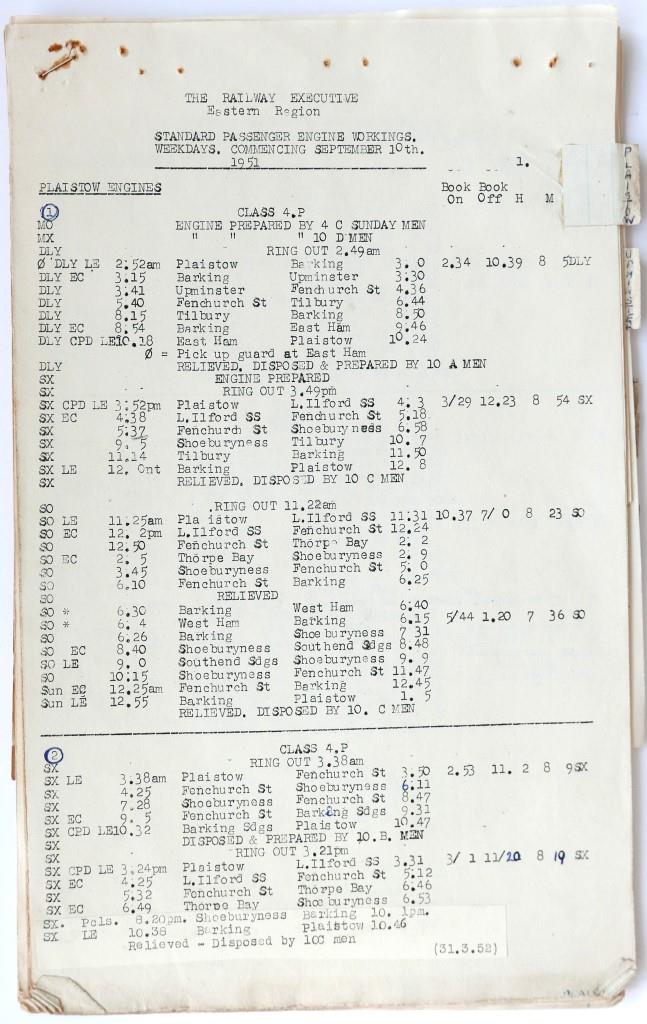 THE RAILWAY EXECUTIVE
Eastern Region
STANDARD PASSENGER ENGINE WORKINGS.
WEEKDAYS. COMMENCING SEPTEMBER 10th.
1951 1.
PLAISTOW ENGINES Book Book
On Off H M
1 CLASS 4.P
MO ENGINE PREPARED BY 4 C SUNDAY MEN
MX " " " 10 D MEN
DLY RING OUT 2.49am
Ø DLY LE 2.52am Plaistow Barking 3. 0 2.34 10.39 8 5DLY
DLY EC 3.15 Barking Upminster 3.30
DLY 3.41 Upminster Fenchurch St 4.36
DLY 5.40 Fenchurch St Tilbury 6.44
DLY 8.15 Tilbury Barking 8.50
DLY EC 8.54 Barking East Ham 9.46
DLY CPD LE10.18 East Ham Plaistow 10.24
Ø = Pick up guard at East Ham
DLY RELIEVED, DISPOSED & PREPARED BY 10 A MEN
SX ENGINE PREPARED
SX RING OUT 3.49pm
SX CPD LE 3.52pm Plaistow L.Ilford SS 4. 3 3/29 12.23 8 54 SX
SX EC 4.38 L.Ilford SS Fenchurch St 5.18
SX 5.37 Fenchurch St Shoeburyness 6.58
SX 9. 5 Shoeburyness Tilbury 10. 7
SX 11.14 Tilbury Barking 11.50
SX LE 12. 0nt Barking Plaistow 12. 8
SX RELIEVED. DISPOSED BY 10 C MEN
SO RING OUT 11.22am
SO LE 11.25am Plaistow L.Ilford SS 11.31 10.37 7/ 0 8 23 SO
SO EC 12. 2pm L.Ilford SS Fenchurch St 12.24
SO 12.50 Fenchurch St Thorpe Bay 2. 2
SO EC 2. 5 Thorpe Bay Shoeburyness 2. 9
SO 3.45 Shoeburyness Fenchurch St 5. 0
SO 6.10 Fenchurch St Barking 6.25
SO RELIEVED
SO * 6.30 Barking West Ham 6.40
SO * 6. 4 West Ham Barking 6.15 5/44 1.20 7 36 SO
SO 6.26 Barking Shoeburyness 7 31
SO EC 8.40 Shoeburyness Southend Sdgs 8.48
SO LE 9. 0 Southend Sdgs Shoeburyness 9. 9
SO 10.15 Shoeburyness Fenchurch St 11.47
Sun EC 12.25am Fenchurch St Barking 12.45
Sun LE 12.55 Barking Plaistow 1. 5
RELIEVED. DISPOSED BY 10. C MEN
2 CLASS 4.P
SX RING OUT 3.38am
SX LE 3.38am Plaistow Fenchurch St 3.50 2.53 11. 2 8 9SX
SX 4.25 Fenchurch St Shoeburyness 6.11
SX 7.28 Shoeburyness Fenchurch St 8.47
SX EC 9. 5 Fenchurch St Barking Sdgs 9.31
SX CPD LE10.32 Barking Sdgs Plaistow 10.47
SX DISPOSED & PREPARED BY 10.B. MEN
SX RING OUT 3.21pm
SX CPD LE 3.24pm Plaistow L.Ilford SS 3.31 3/ 1 11/20 8 19 SX
SX EC 4.25 L.Ilford SS Fenchurch St 5.12
SX 5.32 Fenchurch St Thorpe Bay 6.46
SX EC 6.49 Thorpe Bay Shoeburyness 6.53
SX. Pcls. 8.20pm. Shoeburyness Barking 10. 1pm.
SX LE 10.38 Barking Plaistow 10.46
Relieved - Disposed by 10C men
(31.3.52)
PLAISTOW
UPMINSTER